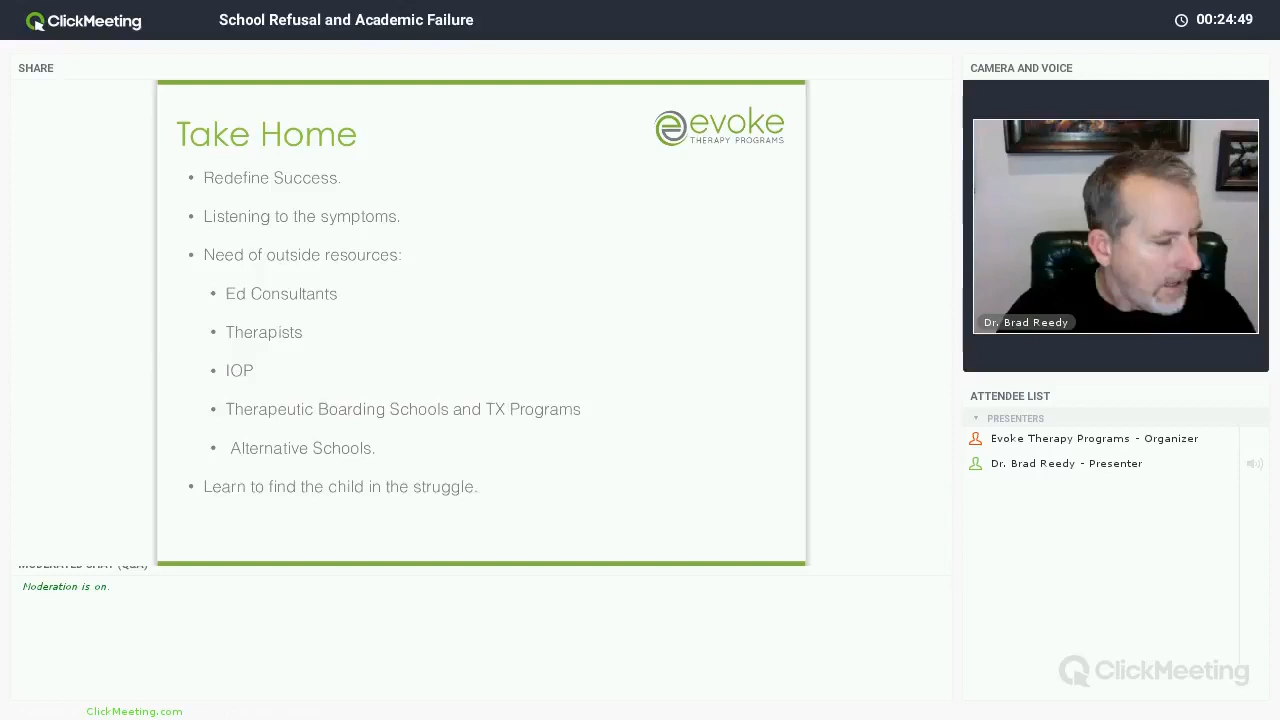 ClickMeeting
School Refusal and Academic Failure
00:24:49
SHARE
Take Home
evoke
THERAPY PROGRAMS
• Redefine Success.
• Listening to the symptoms.
• Need of outside resources:
• Ed Consultants
• Therapists
• IOP
• Therapeutic Boarding Schools and TX Programs
• Alternative Schools.
• Learn to find the child in the struggle.
MODERATED CHAT (Q&A)
Moderation is on.
CAMERA AND VOICE
Dr. Brad Reedy
ATTENDEE LIST
PRESENTERS
Evoke Therapy Programs - Organizer
Dr. Brad Reedy - Presenter
ClickMeeting
ClickMeeting.com